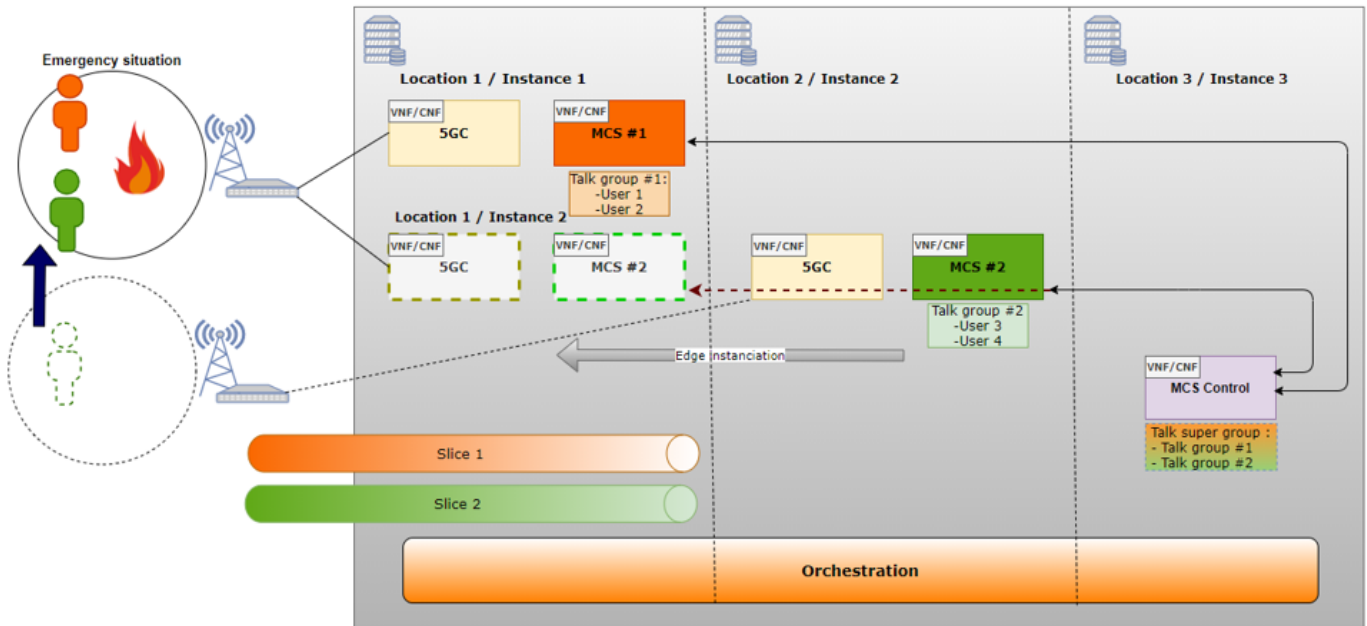 Emergency situation
Location 1 / Instance 1
Location 2 / Instance 2
Location 3 / Instance 3
VNF/CNF
5GC
VNF/CNF
MCS #1
Talk group #1:
-User 1
-User 2
Location 1 / Instance 2
VNF/CNF
5GC
VNF/CNF
MCS #2
VNF/CNF
5GC
VNF/CNF
MCS #2
Talk group #2
-User 3
-User 4
Edge Instanciation
VNF/CNF
MCS Control
Talk super group :
- Talk group #1
- Talk group #2
Slice 1
Slice 2
Orchestration